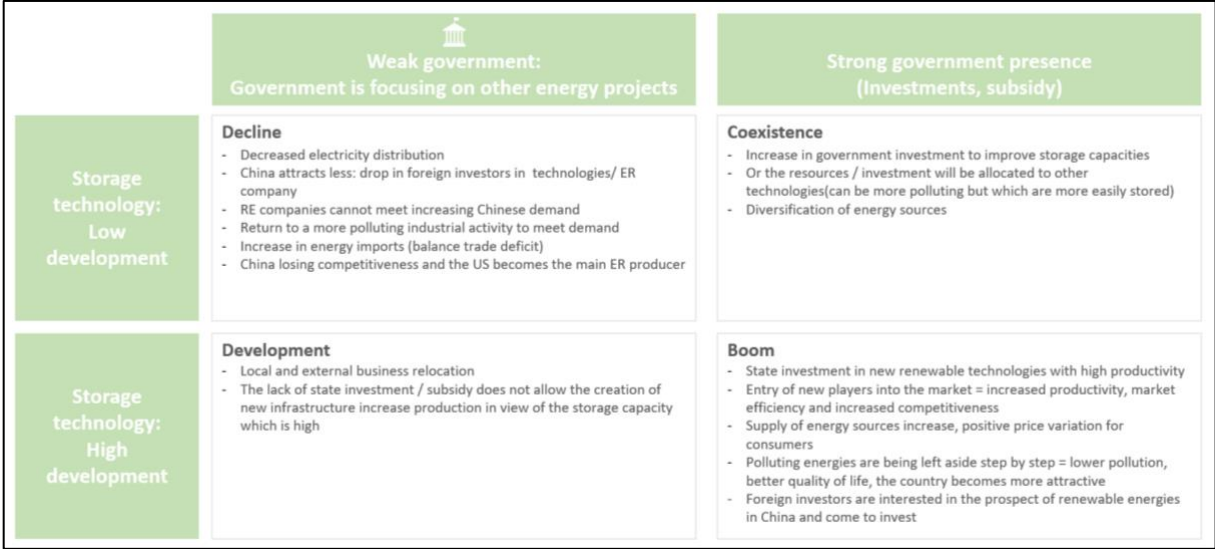 Weak government:
Government is focusing on other energy projects
Strong government presence
(Investments, subsidy)
Storage
technology:
Low
development
Decline
- Decreased electricity distribution
- China attracts less: drop in foreign investors in technologies/ ER
company
- RE companies cannot meet increasing Chinese demand
- Return to a more polluting industrial activity to meet demand
- Increase in energy imports (balance trade deficit)
- China losing competitiveness and the US becomes the main ER producer
Coexistence
- Increase in government investment to improve storage capacities
- Or the resources / investment will be allocated to other
technologies(can be more polluting but which are more easily stored)
- Diversification of energy sources
Storage
technology:
High
development
Development
- Local and external business relocation
- The lack of state investment / subsidy does not allow the creation of
new infrastructure increase production in view of the storage capacity
which is high
Boom
- State investment in new renewable technologies with high productivity
- Entry of new players into the market = increased productivity, market
efficiency and increased competitiveness
- Supply of energy sources increase, positive price variation for
consumers
- Polluting energies are being left aside step by step = lower pollution,
better quality of life, the country becomes more attractive
- Foreign investors are interested in the prospect of renewable energies
in China and come to invest